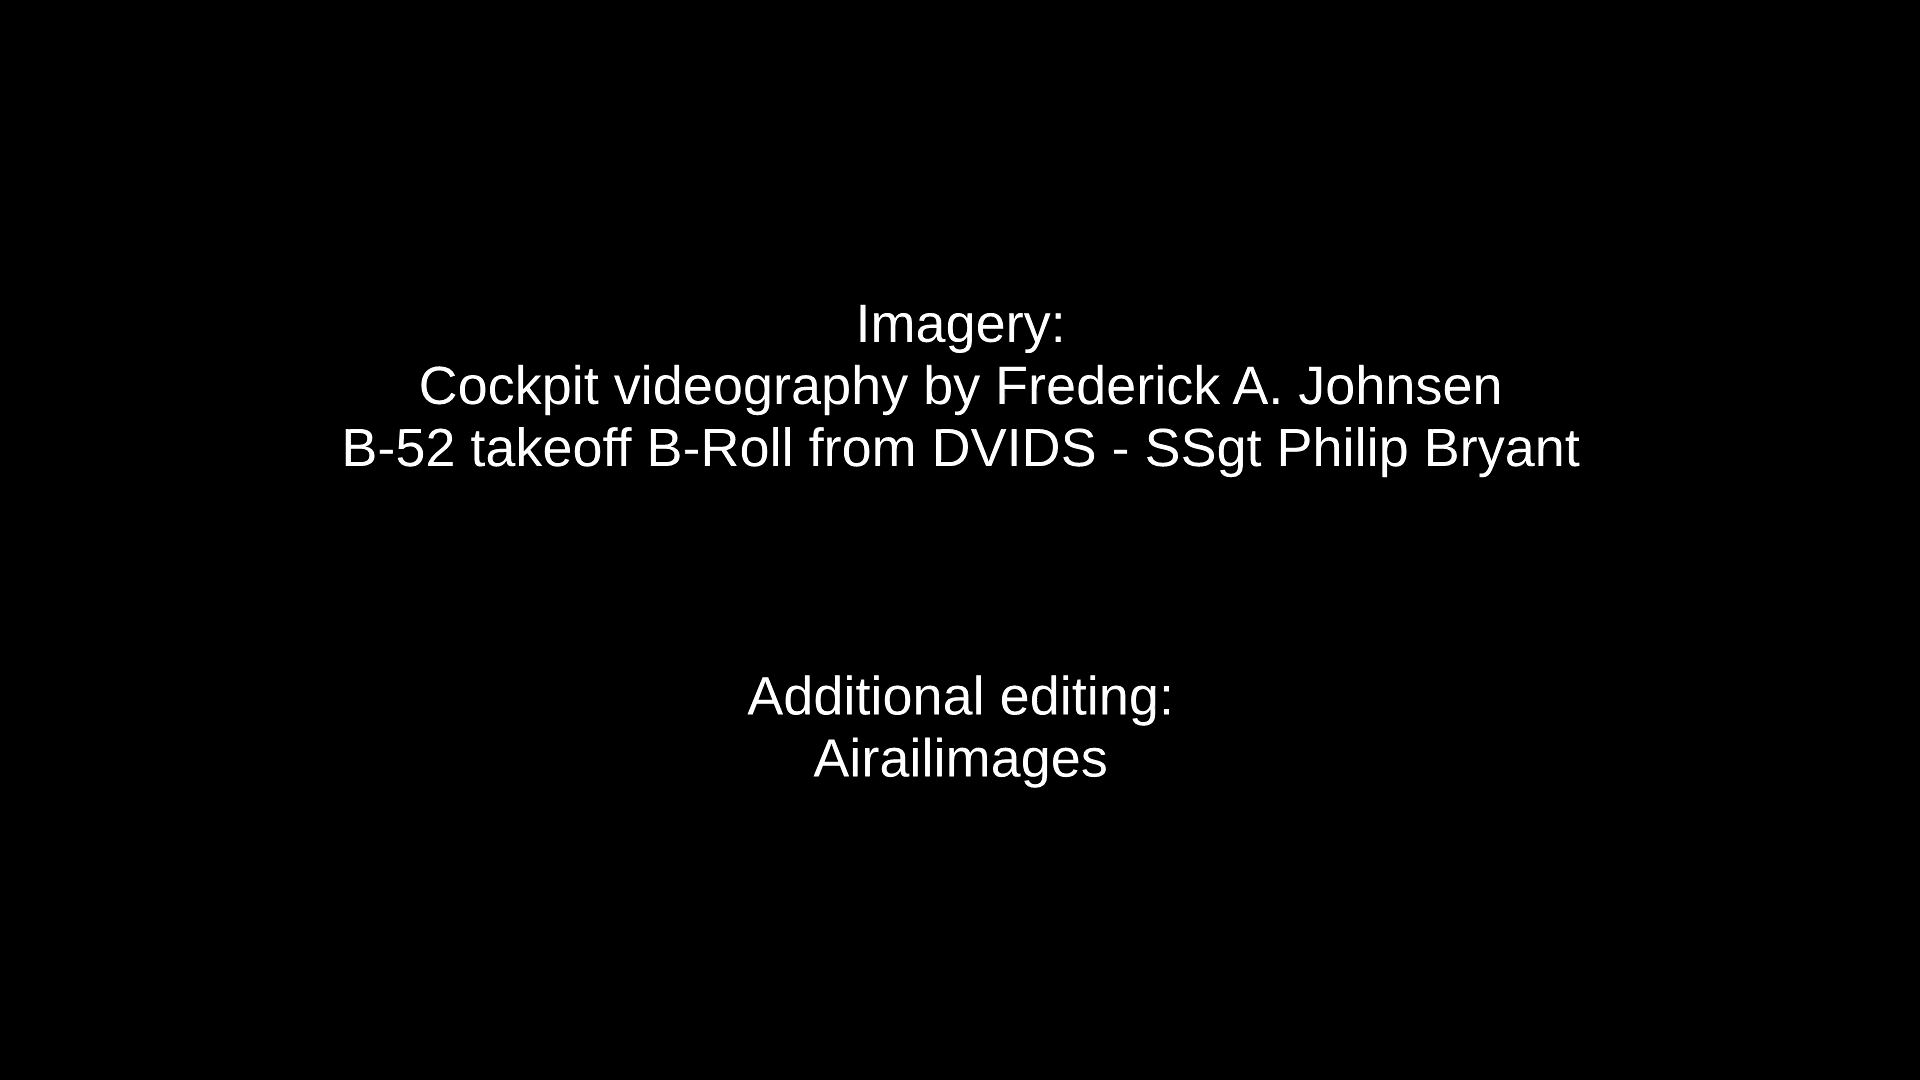 Imagery:
Cockpit videography by Frederick A. Johnsen
B-52 takeoff B-Roll from DVIDS - SSgt Philip Bryant
Additional editing:
Airailimages